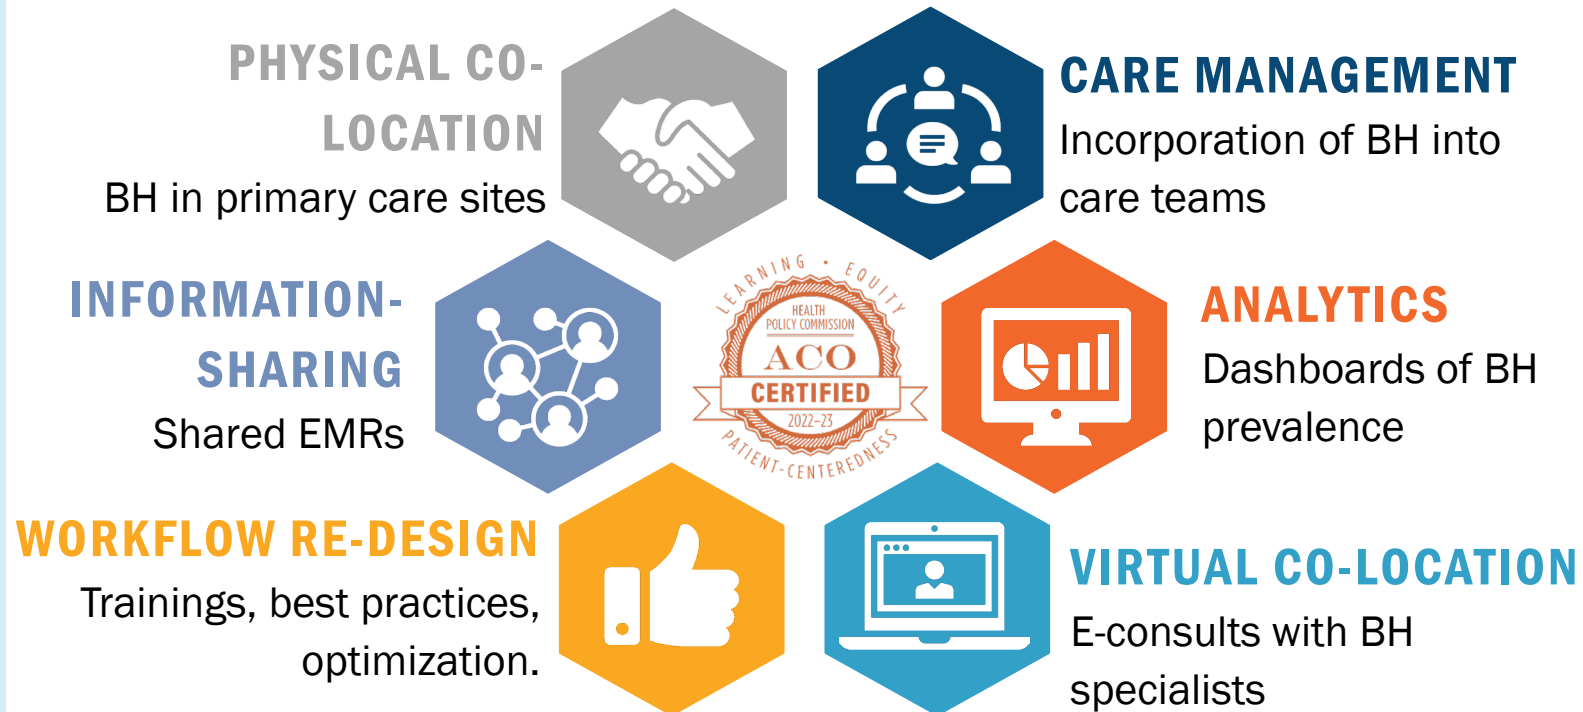 PHYSICAL CO-
LOCATION
BH in primary care sites
CARE MANAGEMENT
Incorporation of BH into
care teams
INFORMATION-
SHARING
Shared EMRs
LEARNING • EQUITY
HEALTH
POLICY COMMISSION
ACO
CERTIFIED
2022–23
PATIENT-CENTEREDNESS
ANALYTICS
Dashboards of BH
prevalence
WORKFLOW RE-DESIGN
Trainings, best practices,
optimization.
VIRTUAL CO-LOCATION
E-consults with BH
specialists